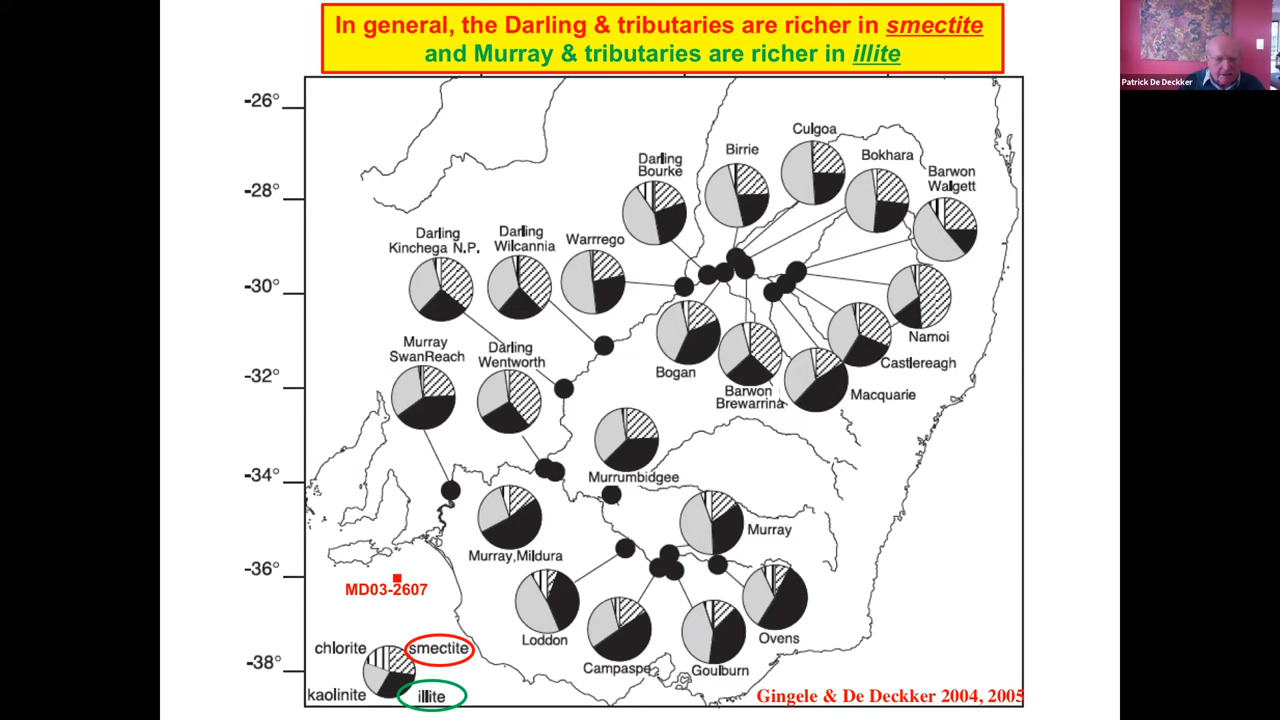 In general, the Darling & tributaries are richer in smectite
and Murray & tributaries are richer in illite
Patrick De Deckker
-26°
-28°
-30°
-32°
-34°
-36°
-38°
Culgoa
Birrie
Bokhara
Darling
Bourke
Barwon
Walgett
Darling
Kinchega N.P.
Darling
Wilcannia
Warrrego
Namoi
Murray
SwanReach
Darling
Wentworth
Bogan
Castlereagh
Barwon
Brewarrina
Macquarie
Murrumbidgee
Murray
Murray,Mildura
MD03-2607
Loddon
Campaspe
Goulburn
Ovens
chlorite
smectite
kaolinite
illite
Gingele & De Deckker 2004, 2005